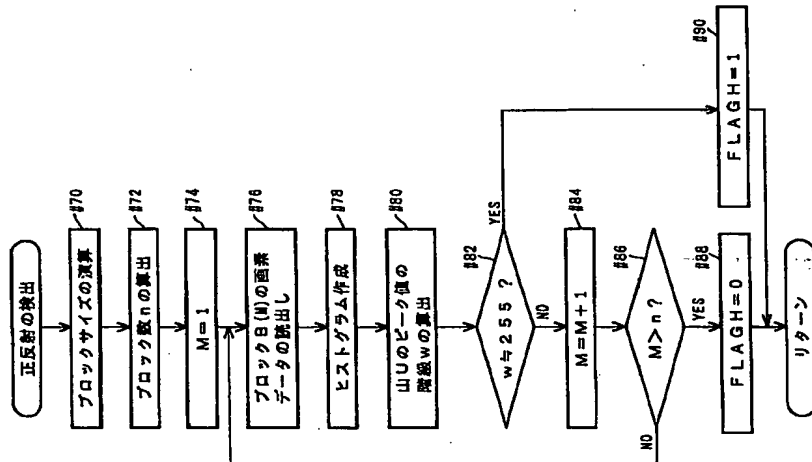 正反射の検出
#70
ブロックサイズの演算
#72
ブロック数nの算出
#74
M=1
#76
ブロックB(M)の画素
データの読出し
#78
ヒストグラム作成
#80
山Uのピーク値の
階級wの算出
#82
w≒255 ?
YES
NO
#84
M=M+1
#86
M>n?
NO
YES
#88
FLAGH=0
#90
FLAGH=1
リターン